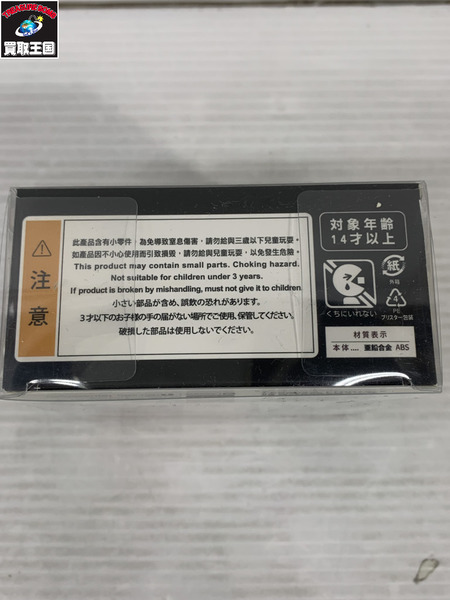 買取王国
注意
此產品含有小零件，為免導致窒息傷害，請勿給與三歲以下兒童玩耍。
如產品因不小心使用而引致損毀，請勿給與兒童玩耍，以免發生危險。
This product may contain small parts. Choking hazard.
Not suitable for children under 3 years.
If product is broken by mishandling, must not give it to children
小さい部品が含め、誤飲の恐れがあります。
3才以下のお子様の手の届がない場所でご使用、保管してください。
破損した部品は使用しないでください。
対象年齢
14才以上
くちにいれない
紙
外箱
4
PE
ブリスター包装
材質表示
本体.... 亜鉛合金 ABS